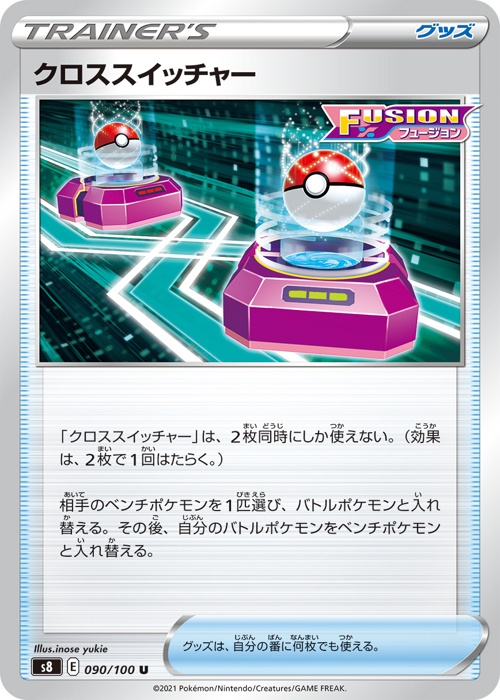 TRAINER'S グッズ
クロススイッチャー
FUSION
フュージョン
「クロススイッチャー」は、2枚同時にしか使えない。（効果
は、2枚で1回はたらく。）
相手のベンチポケモンを1匹選び、バトルポケモンと入れ
替える。その後、自分のバトルポケモンをベンチポケモン
と入れ替える。
Illus.inose yukie
グッズは、自分の番に何枚でも使える。
s8 E 090/100 U
©2021 Pokémon/Nintendo/Creatures/GAME FREAK.